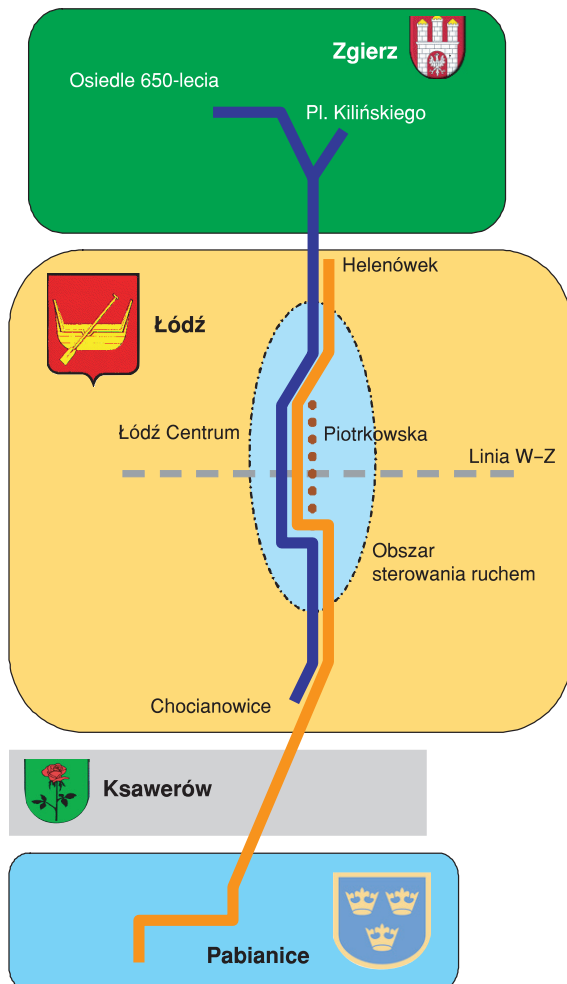 Zgierz
Osiedle 650-lecia
Pl. Kilińskiego
Helenówek
Łódź
Łódź Centrum
Piotrkowska
Linia W–Z
Obszar
sterowania ruchem
Chocianowice
Ksawerów
Pabianice